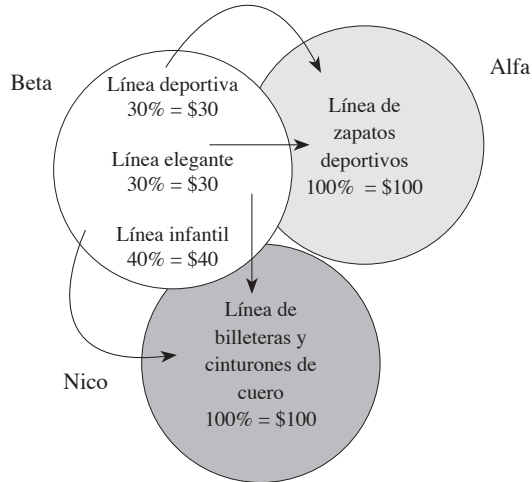 Beta
Línea deportiva
30% = $30
Línea elegante
30% = $30
Línea infantil
40% = $40
Alfa
Línea de
zapatos
deportivos
100% = $100
Nico
Línea de
billeteras y
cinturones de
cuero
100% = $100